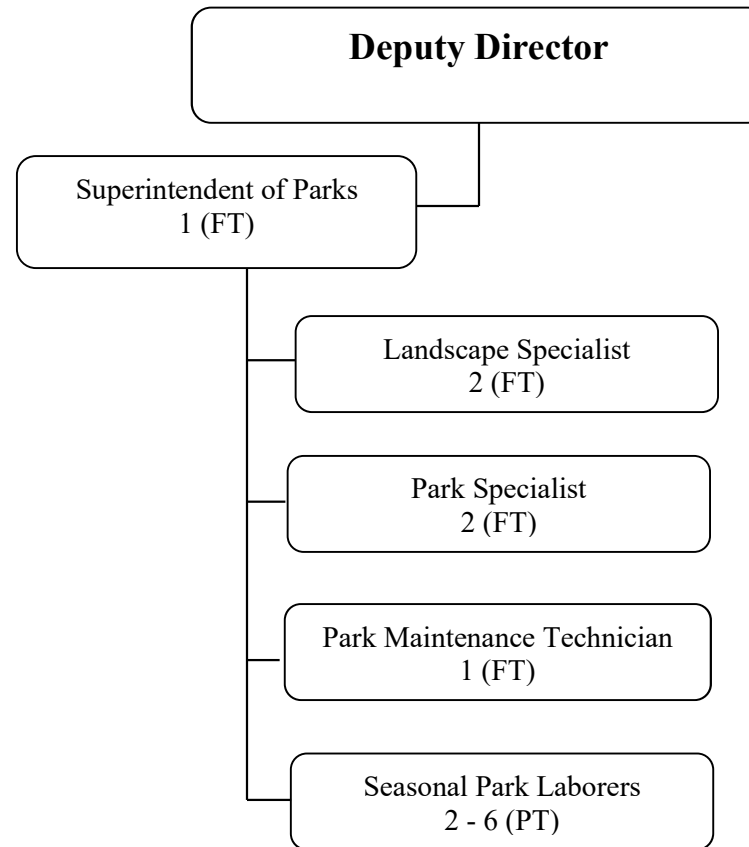 Deputy Director
Superintendent of Parks
1 (FT)
Landscape Specialist
2 (FT)
Park Specialist
2 (FT)
Park Maintenance Technician
1 (FT)
Seasonal Park Laborers
2 - 6 (PT)